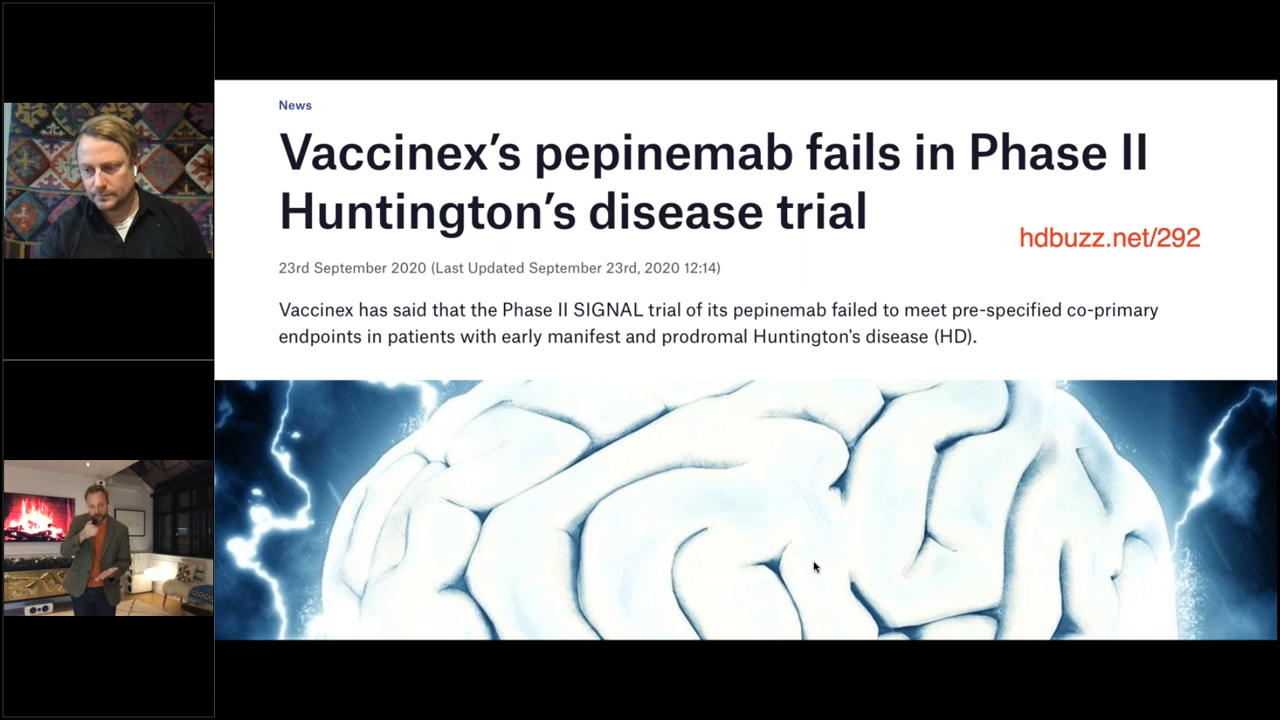 News
Vaccinex’s pepinemab fails in Phase II
Huntington’s disease trial
hdbuzz.net/292
23rd September 2020 (Last Updated September 23rd, 2020 12:14)
Vaccinex has said that the Phase II SIGNAL trial of its pepinemab failed to meet pre-specified co-primary
endpoints in patients with early manifest and prodromal Huntington's disease (HD).